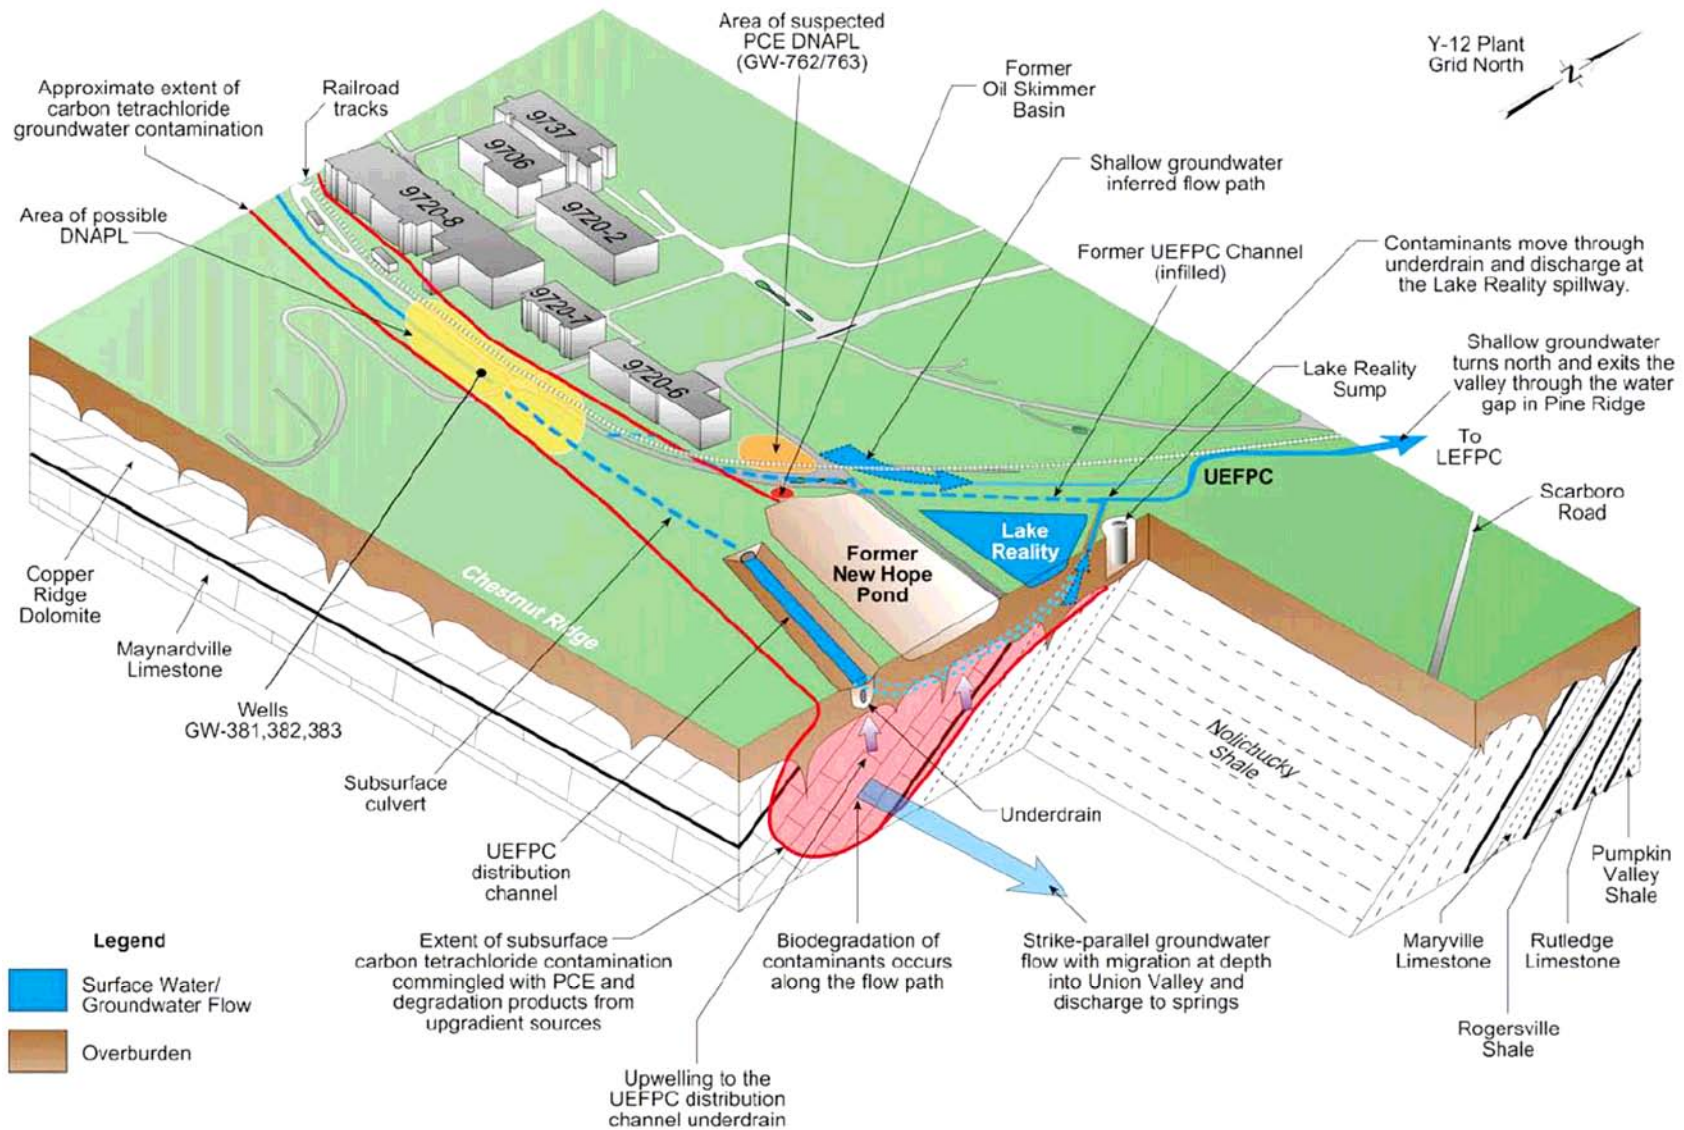 Area of suspected
PCE DNAPL
(GW-762/763)
Y-12 Plant
Grid North
N
Former
Oil Skimmer
Basin
Approximate extent of
carbon tetrachloride
groundwater contamination
Railroad
tracks
9737
9706
9720-8
9720-2
9720-7
9720-6
Shallow groundwater
inferred flow path
Area of possible
DNAPL
Former UEFPC Channel
(infilled)
Contaminants move through
underdrain and discharge at
the Lake Reality spillway.
Shallow groundwater
turns north and exits the
valley through the water
gap in Pine Ridge
Lake Reality
Sump
To
LEFPC
UEFPC
Scarboro
Road
Lake
Reality
Former
New Hope
Pond
Chestnut Ridge
Copper
Ridge
Dolomite
Maynardville
Limestone
Wells
GW-381,382,383
Subsurface
culvert
Nolichucky
Shale
Underdrain
UEFPC
distribution
channel
Pumpkin
Valley
Shale
Maryville
Limestone
Rutledge
Limestone
Rogersville
Shale
Extent of subsurface
carbon tetrachloride contamination
commingled with PCE and
degradation products from
upgradient sources
Biodegradation of
contaminants occurs
along the flow path
Strike-parallel groundwater
flow with migration at depth
into Union Valley and
discharge to springs
Upwelling to the
UEFPC distribution
channel underdrain
Legend
Surface Water/
Groundwater Flow
Overburden